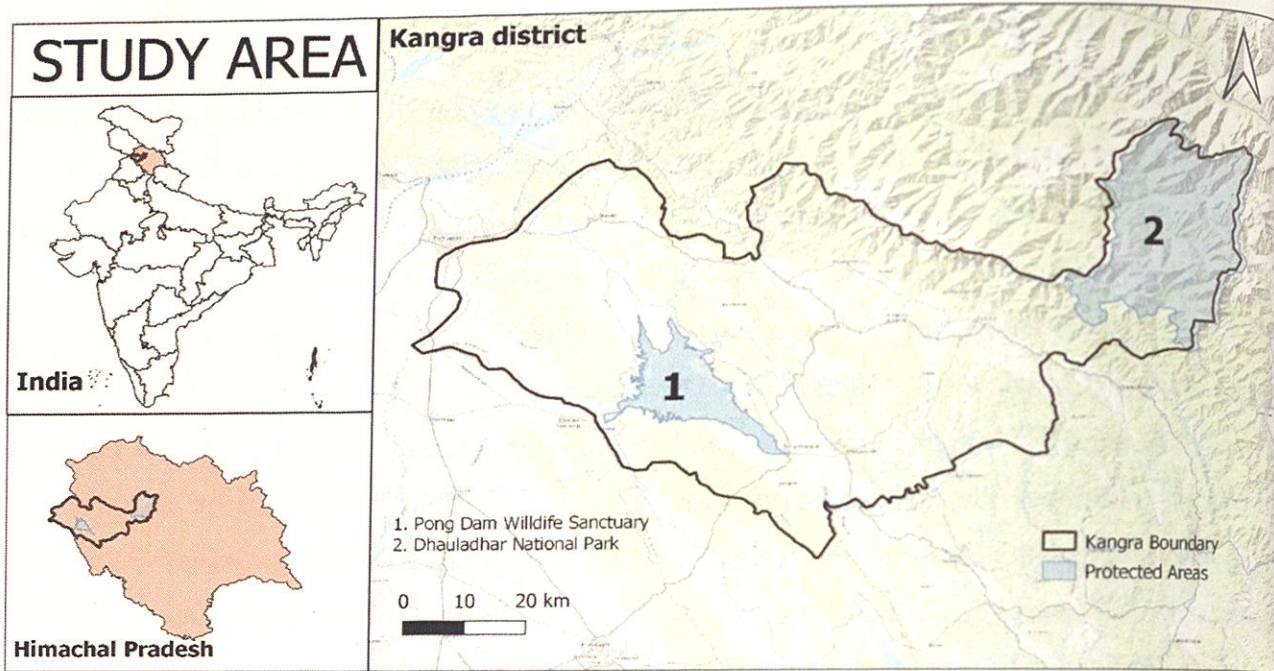 STUDY AREA
India
Himachal Pradesh
Kangra district
2
1
1. Pong Dam Willdife Sanctuary
2. Dhauladhar National Park
0 10 20 km
Kangra Boundary
Protected Areas